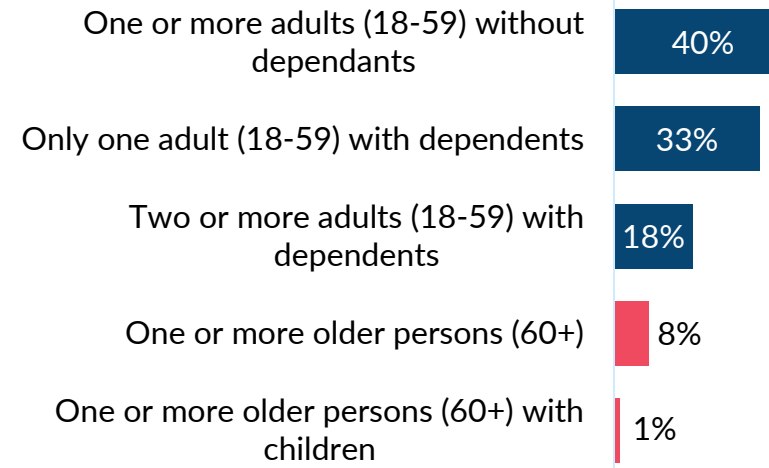 One or more adults (18-59) without
dependants
40%
Only one adult (18-59) with dependents
33%
Two or more adults (18-59) with
dependents
18%
One or more older persons (60+)
8%
One or more older persons (60+) with
children
1%